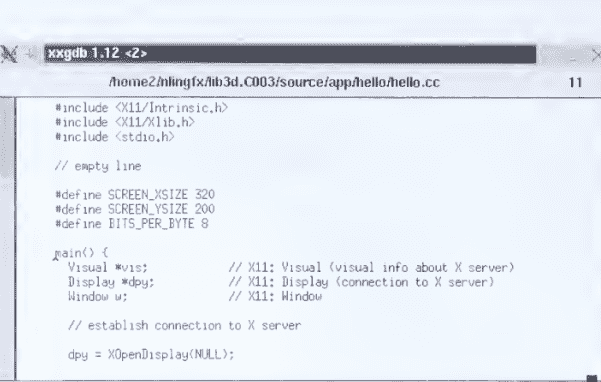 xxgdb 1.12 <2>
/home2/nlingfx/lib3d.C003/source/app/hello/hello.cc 11
#include <X11/Intrinsic.h>
#include <X11/Xlib.h>
#include <stdio.h>
// empty line
#define SCREEN_XSIZE 320
#define SCREEN_YSIZE 200
#define BITS_PER_BYTE 8
main() {
Visual *vis; // X11: Visual (visual info about X server)
Display *dpy; // X11: Display (connection to X server)
Window w; // X11: Window
// establish connection to X server
dpy = XOpenDisplay(NULL);